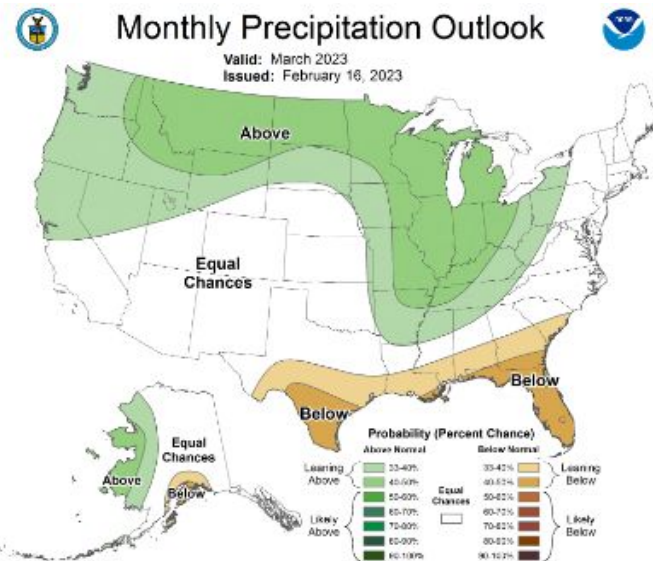 Monthly Precipitation Outlook
Valid: March 2023
Issued: February 16, 2023
Above
Equal
Chances
Below
Below
Equal
Chances
Above
Below
Probability (Percent Chance)
Above Normal
Below Normal
Leaning
Above
33-40%
40-50%
Likely
Above
50-60%
60-70%
70-80%
80-90%
90-100%
Equal
Chances
33-40%
40-50%
Leaning
Below
50-60%
60-70%
70-80%
80-90%
90-100%
Likely
Below